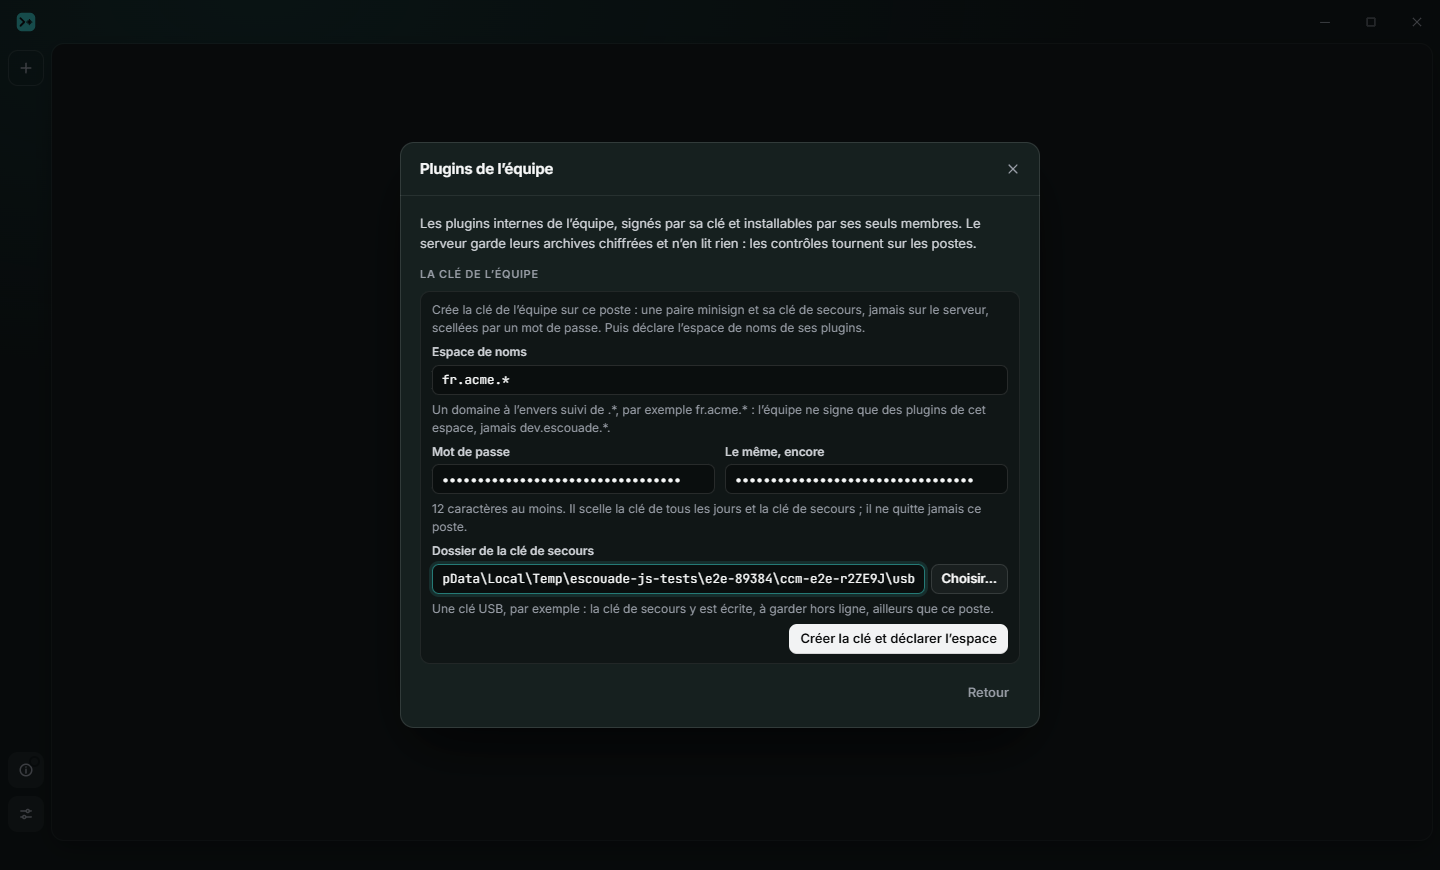 Plugins de l’équipe
Les plugins internes de l’équipe, signés par sa clé et installables par ses seuls membres. Le
serveur garde leurs archives chiffrées et n’en lit rien : les contrôles tournent sur les postes.
LA CLÉ DE L’ÉQUIPE
Crée la clé de l’équipe sur ce poste : une paire minisign et sa clé de secours, jamais sur le serveur,
scellées par un mot de passe. Puis déclare l’espace de noms de ses plugins.
Espace de noms
fr.acme.*
Un domaine à l’envers suivi de .*, par exemple fr.acme.* : l’équipe ne signe que des plugins de cet
espace, jamais dev.escouade.*.
Mot de passe
Le même, encore
••••••••••••••••••••••••••••••••••
••••••••••••••••••••••••••••••••••
12 caractères au moins. Il scelle la clé de tous les jours et la clé de secours ; il ne quitte jamais ce
poste.
Dossier de la clé de secours
pData\Local\Temp\escouade-js-tests\e2e-89384\ccm-e2e-r2ZE9J\usb
Choisir…
Une clé USB, par exemple : la clé de secours y est écrite, à garder hors ligne, ailleurs que ce poste.
Créer la clé et déclarer l’espace
Retour